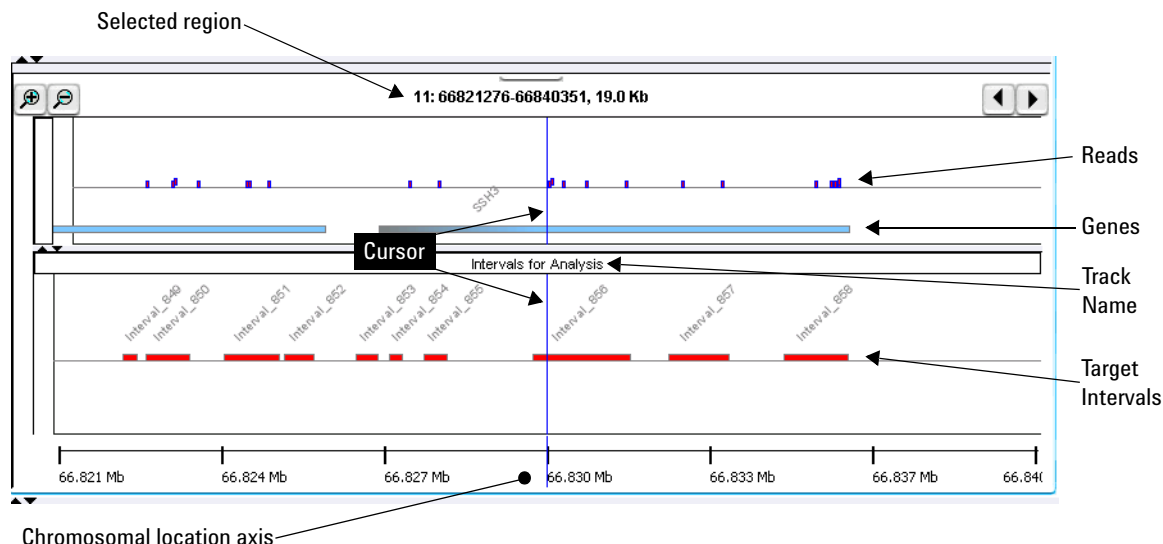 Selected region
11: 66821276-66840351, 19.0 Kb
Reads
SSH3
Genes
Cursor
Intervals for Analysis
Track
Name
Interval_849
Interval_850
Interval_851
Interval_852
Interval_853
Interval_854
Interval_855
Interval_856
Interval_857
Interval_858
Target
Intervals
66.821 Mb
66.824 Mb
66.827 Mb
66.830 Mb
66.833 Mb
66.837 Mb
Chromosomal location axis